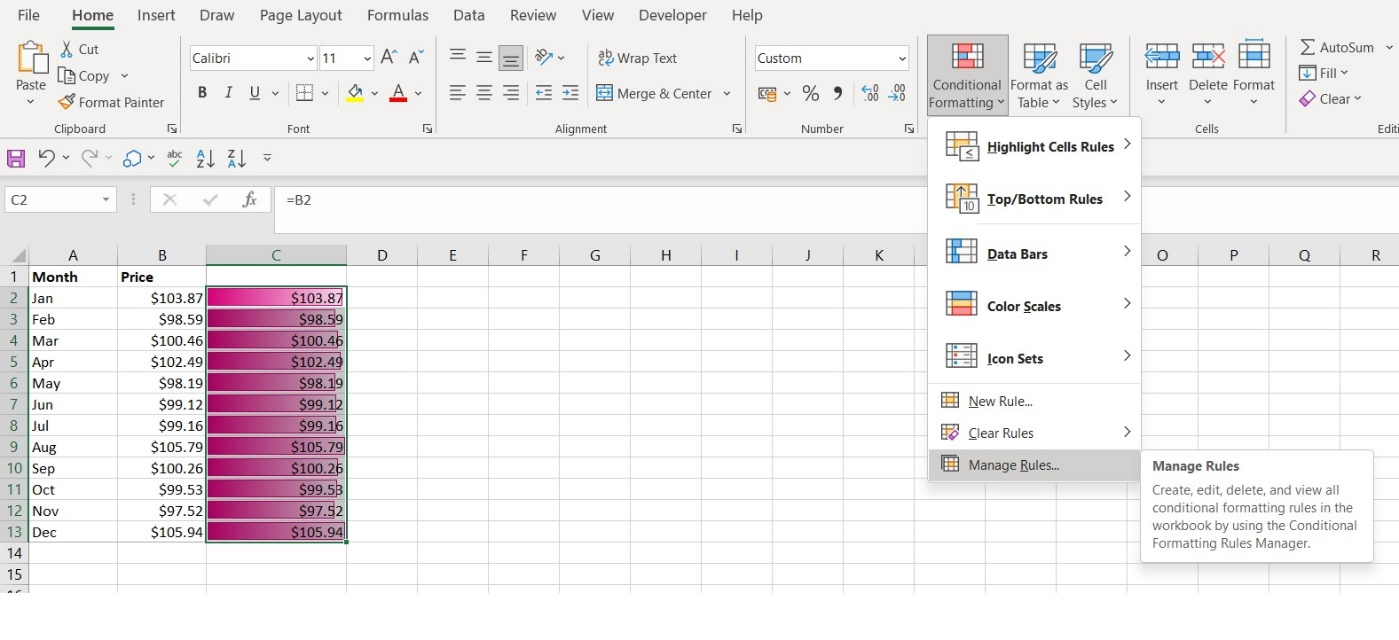 File Home Insert Draw Page Layout Formulas Data Review View Developer Help
Paste
Cut
Copy
Format Painter
Clipboard
Calibri 11
B I U A
Font
ab Wrap Text
c
Merge & Center
Alignment
Custom
% 9 .00 .00
Number
Conditional Formatting
Format as Table
Cell Styles
Insert Delete Format
Cells
AutoSum
Fill
Clear
Editi
abc
A Z Z A
C2 fx =B2
A B C D E F G H I J K O P Q R
1 Month Price
2 Jan $103.87 $103.87
3 Feb $98.59 $98.59
4 Mar $100.46 $100.46
5 Apr $102.49 $102.49
6 May $98.19 $98.19
7 Jun $99.12 $99.12
8 Jul $99.16 $99.16
9 Aug $105.79 $105.79
10 Sep $100.26 $100.26
11 Oct $99.53 $99.53
12 Nov $97.52 $97.52
13 Dec $105.94 $105.94
14
15
Highlight Cells Rules
10 Top/Bottom Rules
Data Bars
Color Scales
Icon Sets
New Rule...
Clear Rules
Manage Rules...
Manage Rules
Create, edit, delete, and view all
conditional formatting rules in the
workbook by using the Conditional
Formatting Rules Manager.